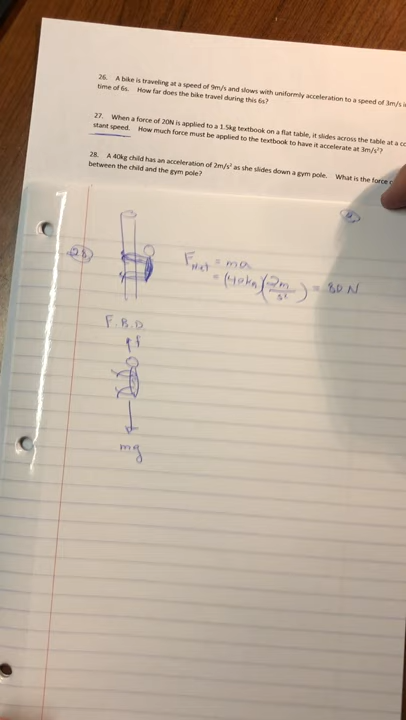 26. A bike is traveling at a speed of 9m/s and slows with uniformly acceleration to a speed of 3m/s
time of 6s. How far does the bike travel during this 6s?
27. When a force of 20N is applied to a 1.5kg textbook on a flat table, it slides across the table at a
stant speed. How much force must be applied to the textbook to have it accelerate at 3m/s²?
28. A 40kg child has an acceleration of 2m/s² as she slides down a gym pole. What is the force
between the child and the gym pole?
28 FNet = ma
= (40kg)(2m/s²) = 80 N
F.B.D.
f
mg